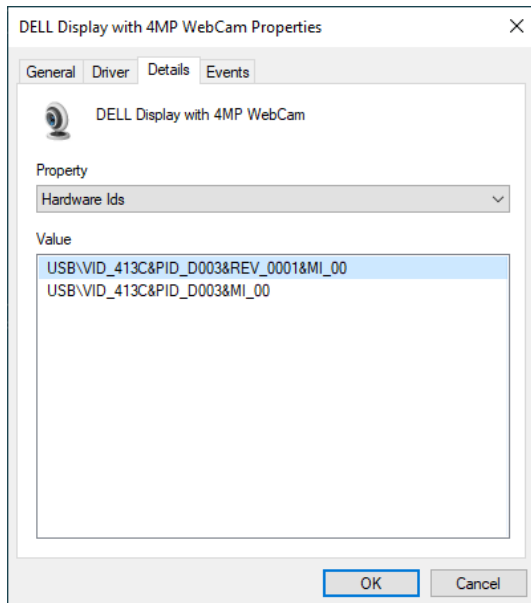 DELL Display with 4MP WebCam Properties
General Driver Details Events
DELL Display with 4MP WebCam
Property
Hardware Ids
Value
USB\VID_413C&PID_D003&REV_0001&MI_00
USB\VID_413C&PID_D003&MI_00
OK Cancel